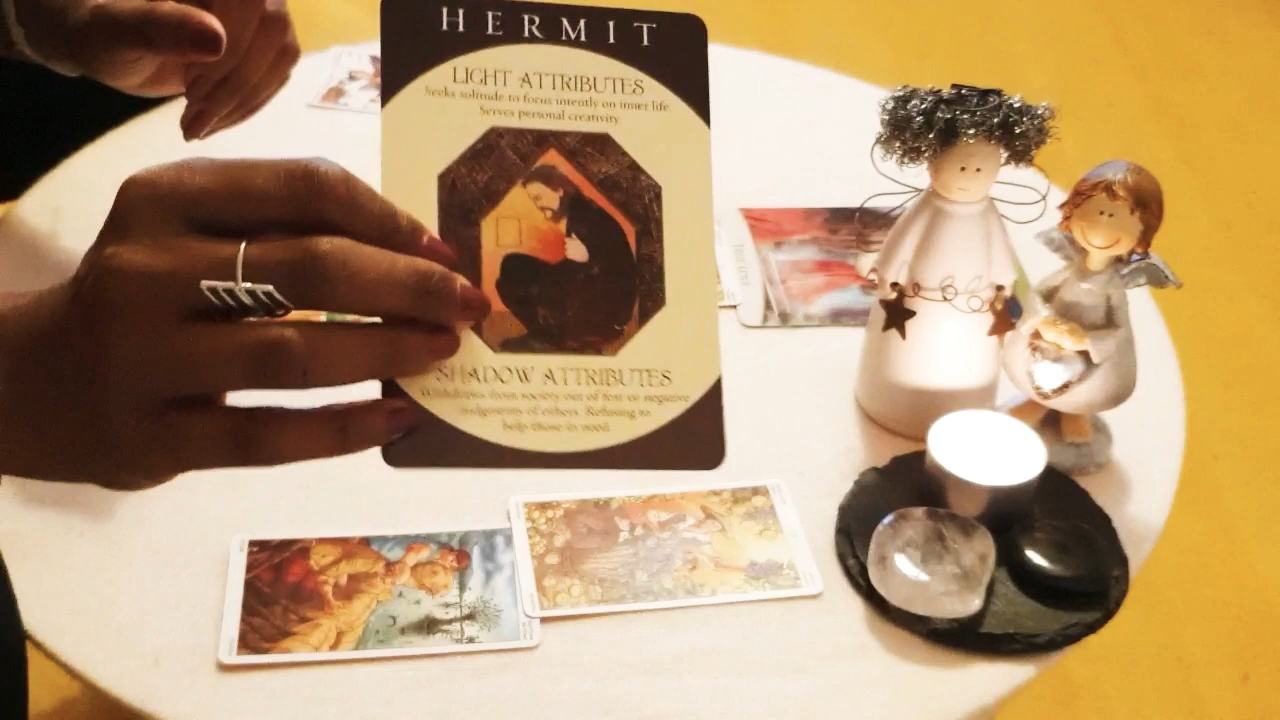 HERMIT
LIGHT ATTRIBUTES
Seeks solitude to focus intently on inner life.
Serves personal creativity.
SHADOW ATTRIBUTES
Withdraws from society out of fear or negative
judgments of others. Refusing to
help those in need.